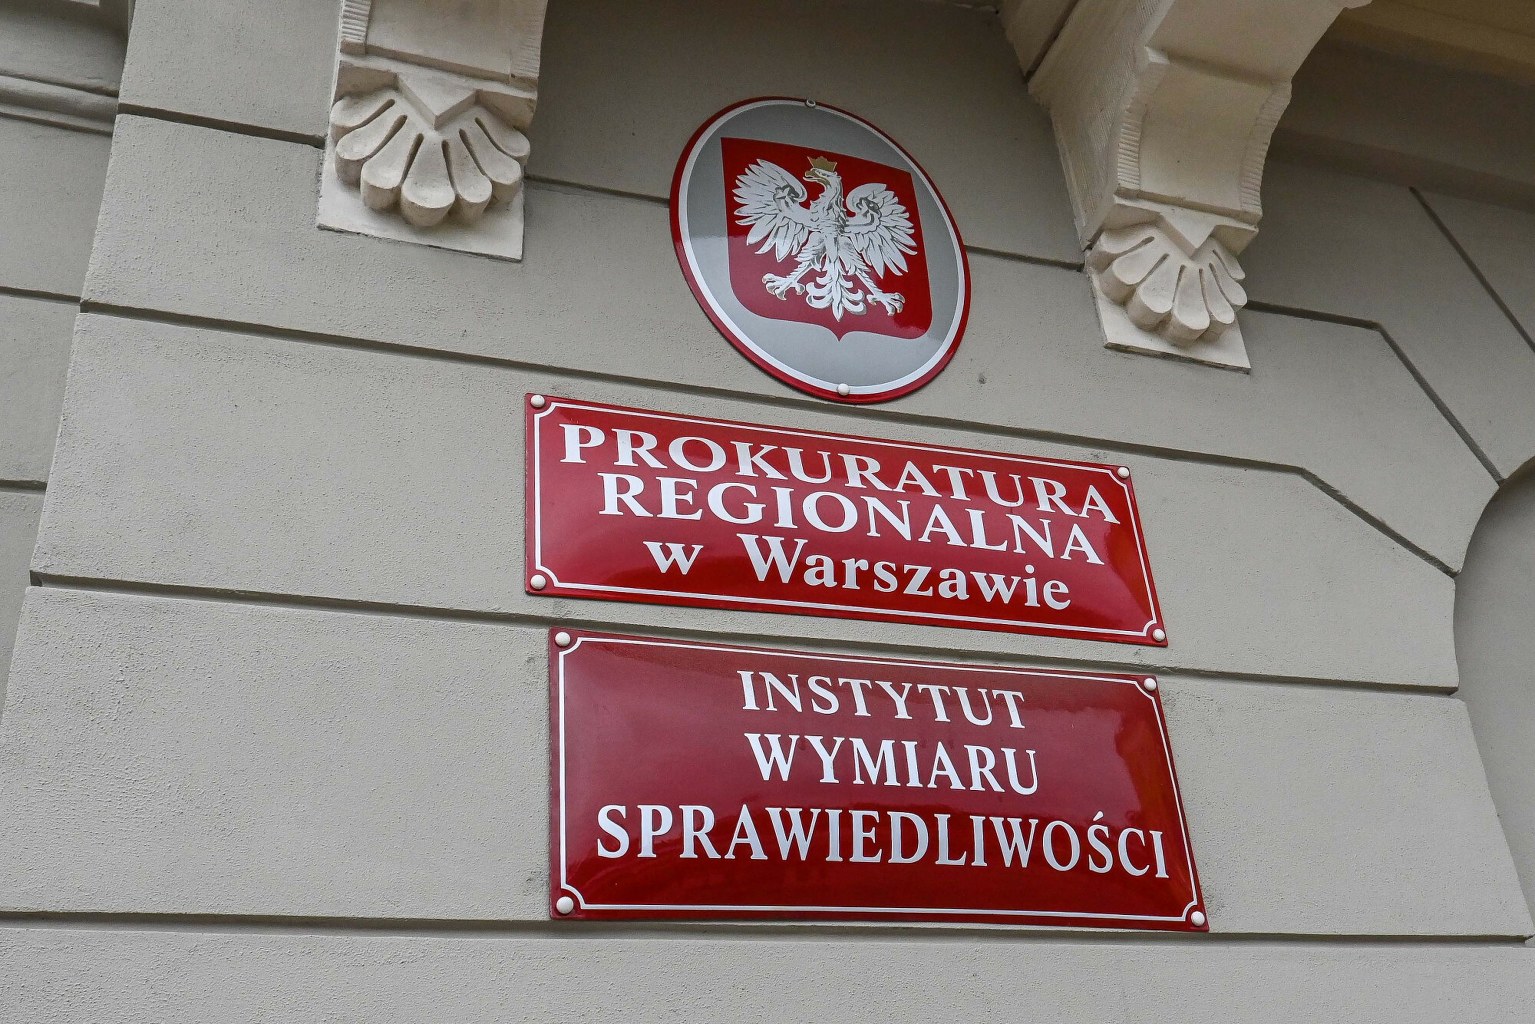 PROKURATURA
REGIONALNA
w Warszawie
INSTYTUT
WYMIARU
SPRAWIEDLIWOŚCI